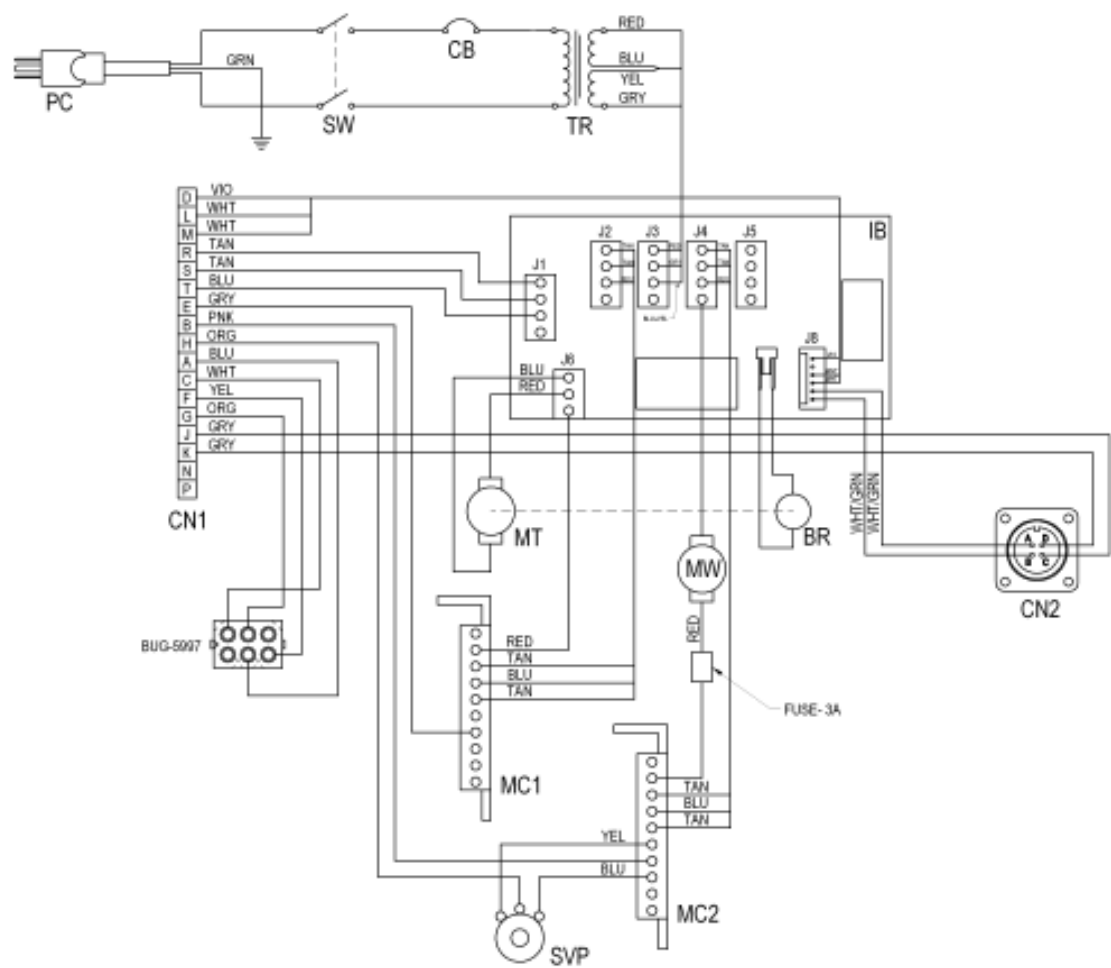 RED
BLU
YEL
GRY
GRN
CB
PC
SW
TR
D VIO
L WHT
M WHT
R TAN
S TAN
T BLU
E GRY
B PNK
H ORG
A BLU
C WHT
F YEL
G ORG
J GRY
K GRY
N
P
CN1
IB
J2 J3 J4 J5
J1
J6
J8
BLU
RED
MT
BR
WHT/GRN
WHT/GRN
A D
B C
CN2
MW
RED
FUSE- 3A
BUG-5997
RED
TAN
BLU
TAN
MC1
TAN
BLU
TAN
YEL
BLU
MC2
SVP